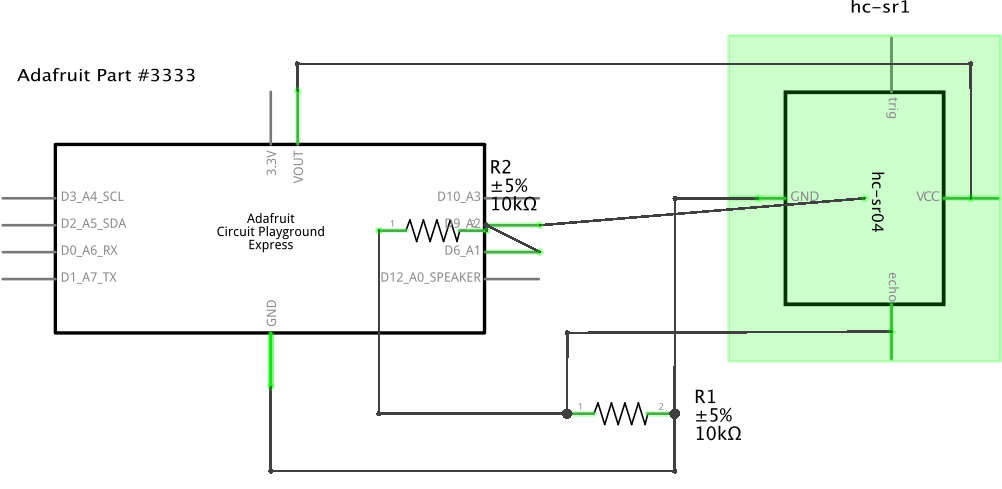 hc-sr1
Adafruit Part #3333
trig
3.3V
VOUT
R2
±5%
10kΩ
D3_A4_SCL
D10_A3
GND
VCC
hc-sr04
D2_A5_SDA
Adafruit
Circuit Playground
Express
1
2
D9_A2
D0_A6_RX
D6_A1
D1_A7_TX
D12_A0_SPEAKER
echo
GND
R1
±5%
10kΩ
1
2